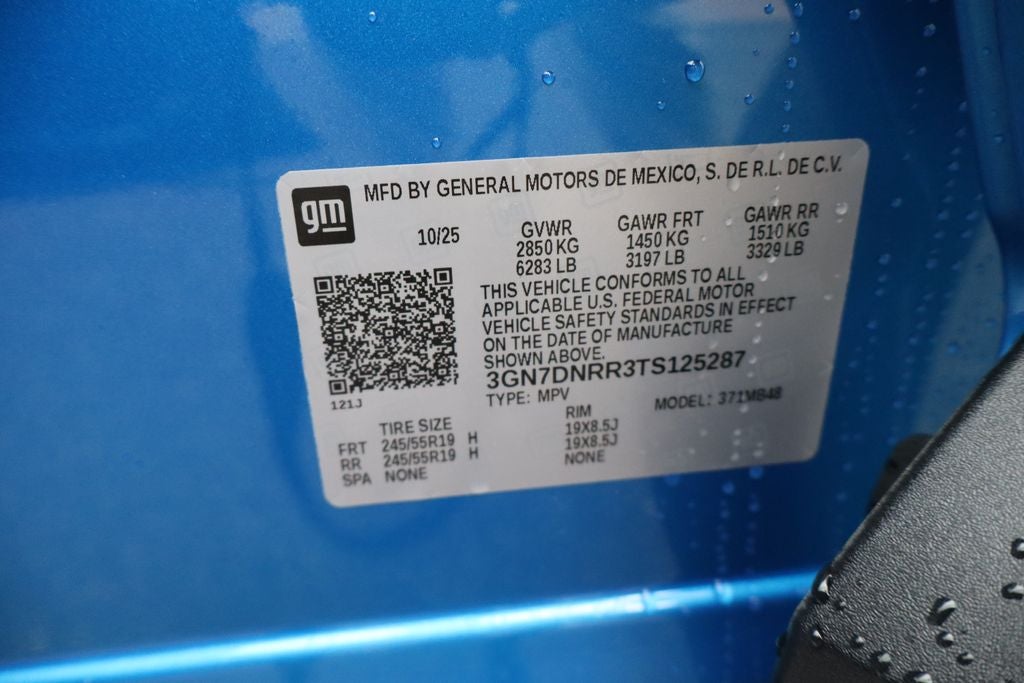 gm
MFD BY GENERAL MOTORS DE MEXICO, S. DE R.L. DE C.V.
10/25
GVWR
2850 KG
6283 LB
GAWR FRT
1450 KG
3197 LB
GAWR RR
1510 KG
3329 LB
THIS VEHICLE CONFORMS TO ALL
APPLICABLE U.S. FEDERAL MOTOR
VEHICLE SAFETY STANDARDS IN EFFECT
ON THE DATE OF MANUFACTURE
SHOWN ABOVE.
3GN7DNRR3TS125287
TYPE: MPV MODEL: 371MB48
121J
TIRE SIZE RIM
FRT 245/55R19 H 19X8.5J
RR 245/55R19 H 19X8.5J
SPA NONE NONE